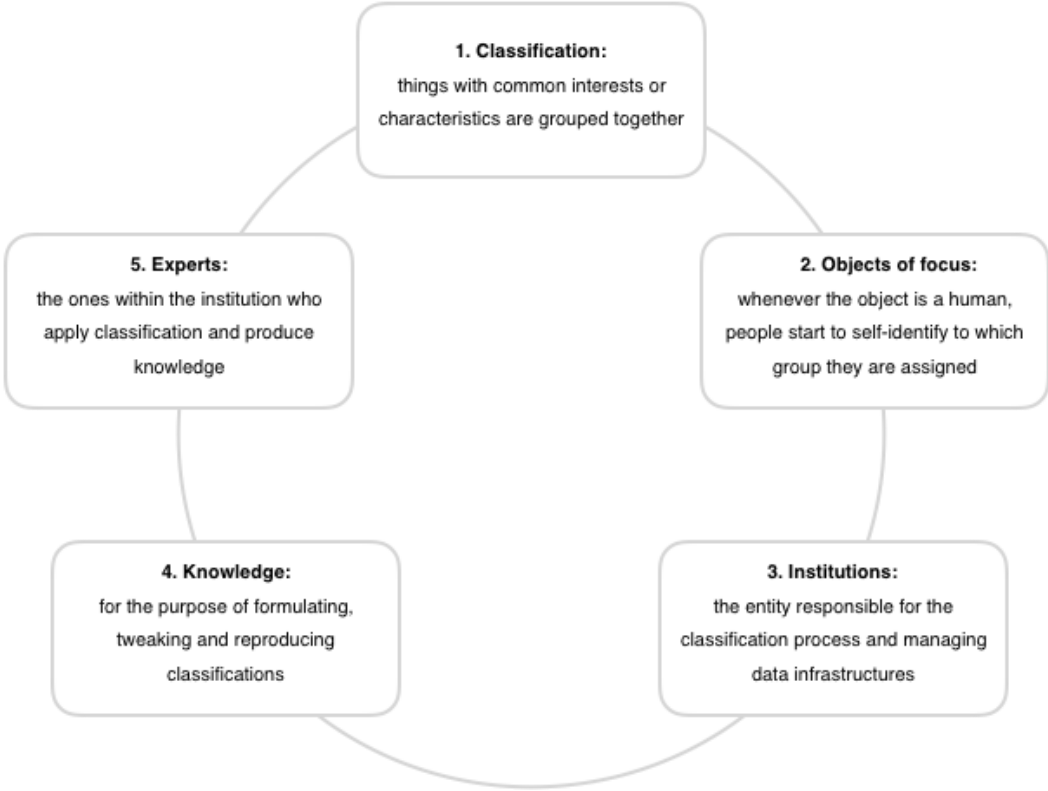 1. Classification:
things with common interests or
characteristics are grouped together
2. Objects of focus:
whenever the object is a human,
people start to self-identify to which
group they are assigned
3. Institutions:
the entity responsible for the
classification process and managing
data infrastructures
4. Knowledge:
for the purpose of formulating,
tweaking and reproducing
classifications
5. Experts:
the ones within the institution who
apply classification and produce
knowledge